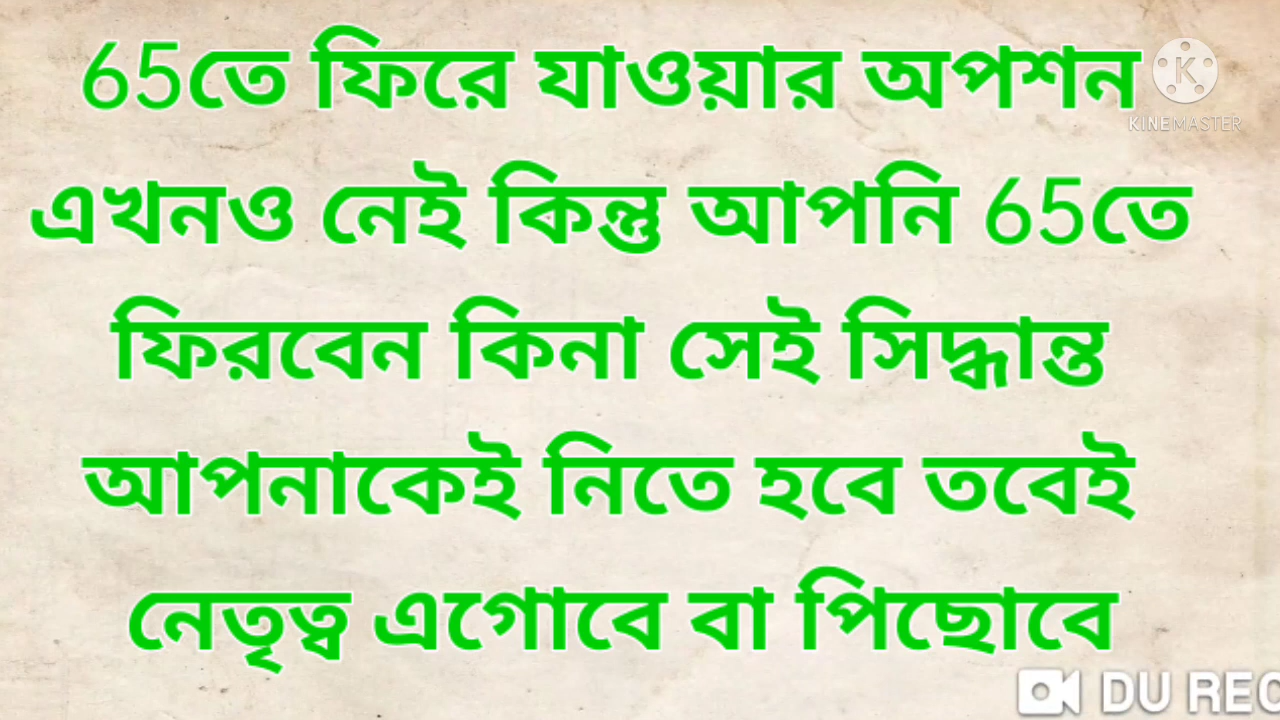 65তে ফিরে যাওয়ার অপশন
এখনও নেই কিন্তু আপনি 65তে
ফিরবেন কিনা সেই সিদ্ধান্ত
আপনাকেই নিতে হবে তবেই
নেতৃত্ব এগোবে বা পিছোবে
K
KINEMASTER
DU REC